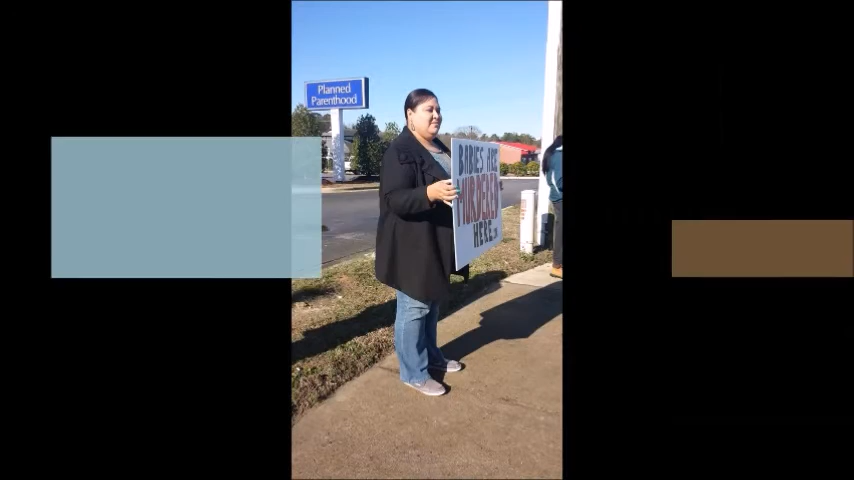 Planned
Parenthood
BABIES ARE
MURDERED
HERE